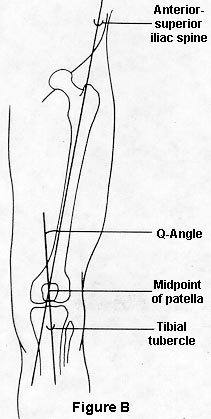 Anterior-
superior
iliac spine
Q-Angle
Midpoint
of patella
Tibial
tubercle
Figure B